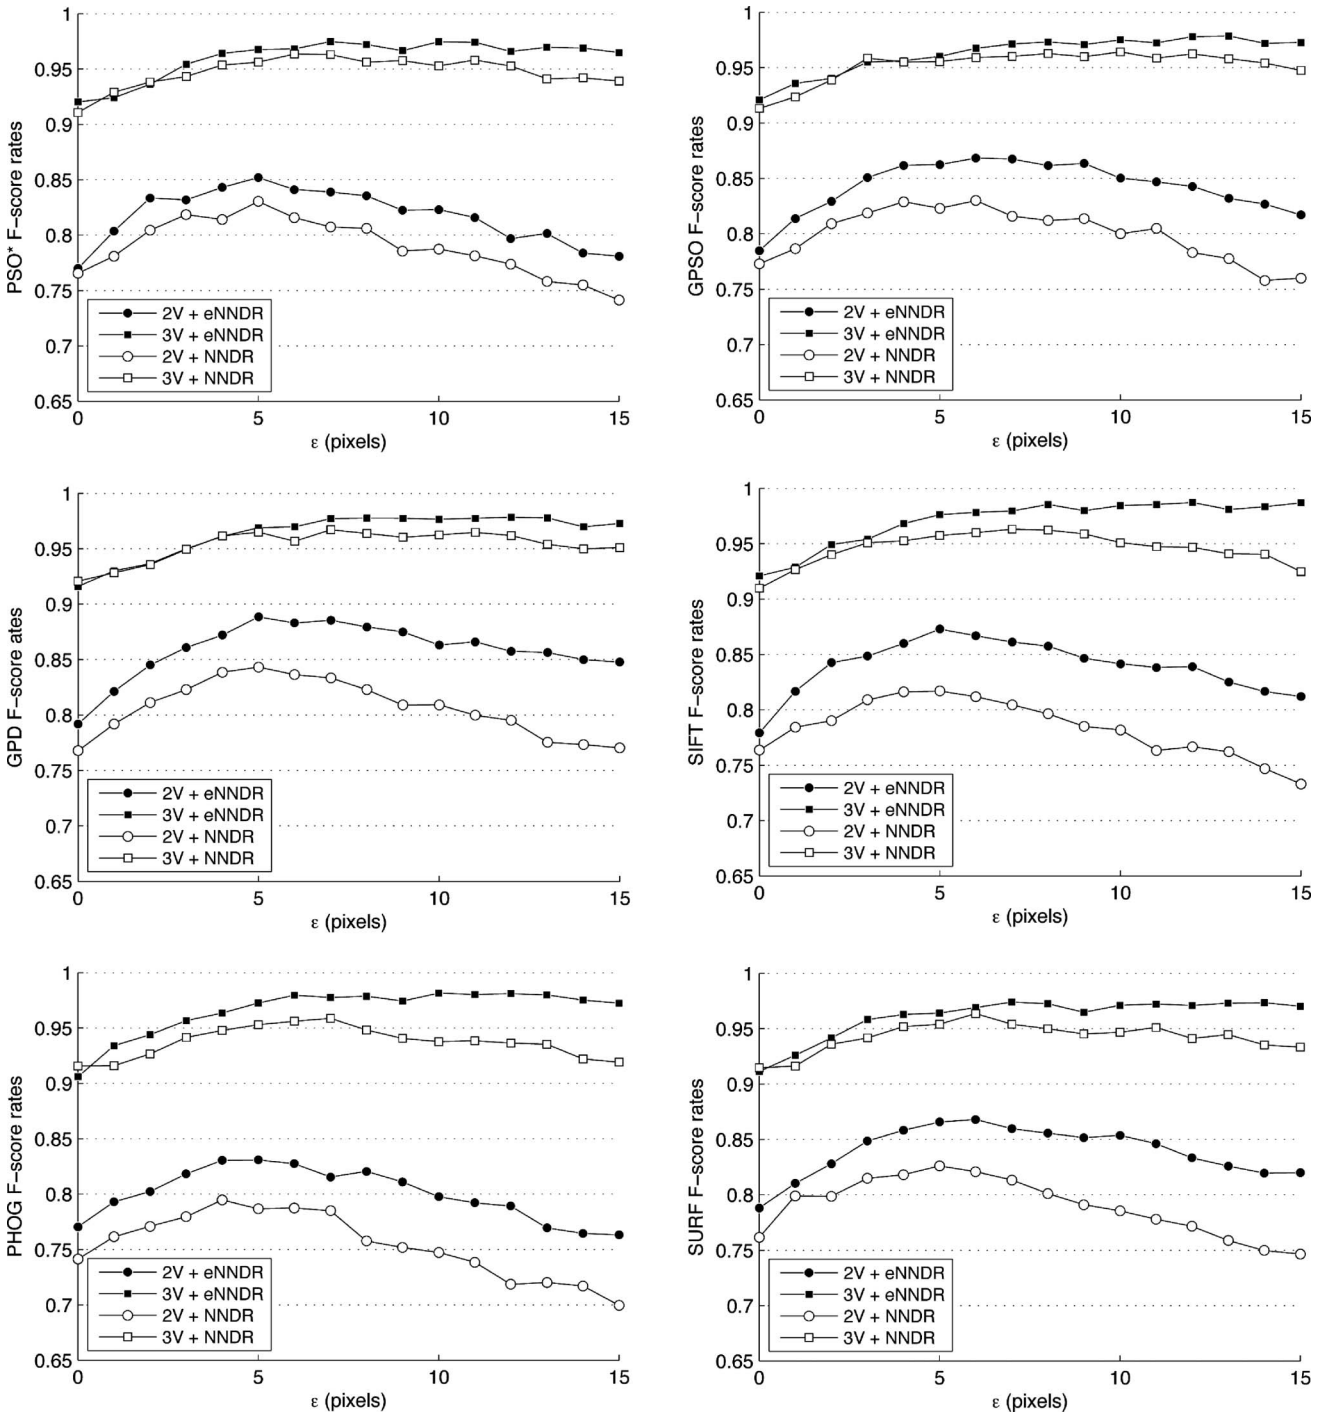 PSO* F-score rates
1
0.95
0.9
0.85
0.8
0.75
0.7
0.65
2V + eNNDR
3V + eNNDR
2V + NNDR
3V + NNDR
0 5 10 15
ε (pixels)
GPSO F-score rates
1
0.95
0.9
0.85
0.8
0.75
0.7
0.65
2V + eNNDR
3V + eNNDR
2V + NNDR
3V + NNDR
0 5 10 15
ε (pixels)
GPD F-score ates
1
0.95
0.9
0.85
0.8
0.75
0.7
0.65
2V + eNNDR
3V + eNNDR
2V + NNDR
3V + NNDR
0 5 10 15
ε (pixels)
SIFT F-score rates
1
0.95
0.9
0.85
0.8
0.75
0.7
0.65
2V + eNNDR
3V + eNNDR
2V + NNDR
3V + NNDR
0 5 10 15
ε (pixels)
PHOG F-score rates
1
0.95
0.9
0.85
0.8
0.75
0.7
0.65
2V + eNNDR
3V + eNNDR
2V + NNDR
3V + NNDR
0 5 10 15
ε (pixels)
SURF F-score rates
1
0.95
0.9
0.85
0.8
0.75
0.7
0.65
2V + eNNDR
3V + eNNDR
2V + NNDR
3V + NNDR
0 5 10 15
ε (pixels)